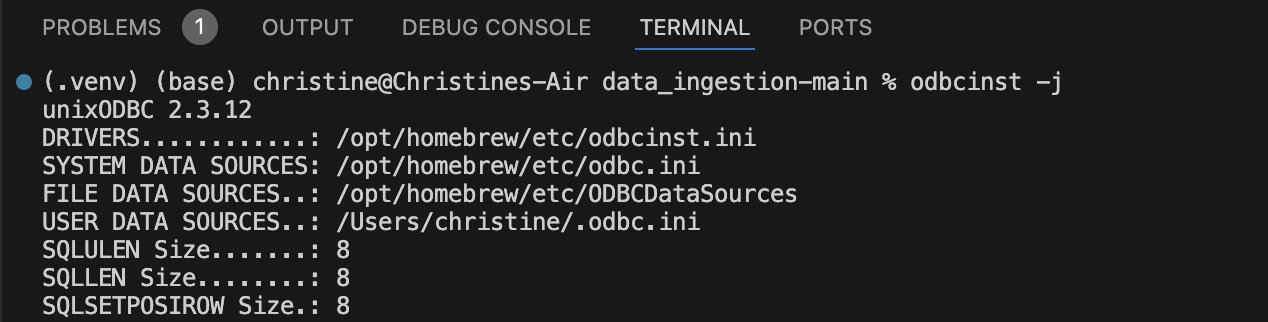 PROBLEMS 1 OUTPUT DEBUG CONSOLE TERMINAL PORTS
(.venv) (base) christine@Christines-Air data_ingestion-main % odbcinst -j
unixODBC 2.3.12
DRIVERS............: /opt/homebrew/etc/odbcinst.ini
SYSTEM DATA SOURCES: /opt/homebrew/etc/odbc.ini
FILE DATA SOURCES..: /opt/homebrew/etc/ODBCDataSources
USER DATA SOURCES..: /Users/christine/.odbc.ini
SQLULEN Size.......: 8
SQLLEN Size........: 8
SQLSETPOSIROW Size.: 8